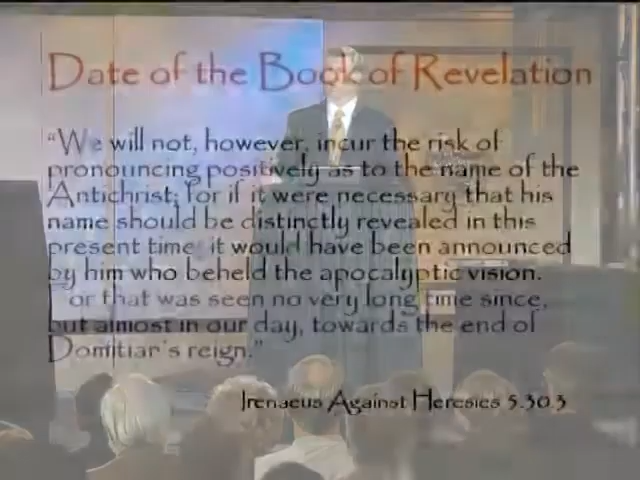 Date of the Book of Revelation
“We will not, however, incur the risk of
pronouncing positively as to the name of the
Antichrist; for if it were necessary that his
name should be distinctly revealed in this
present time, it would have been announced
by him who beheld the apocalyptic vision.
or that was seen no very long time since,
but almost in our day, towards the end of
Domitian's reign.”
Irenaeus Against Heresies 5.30.3